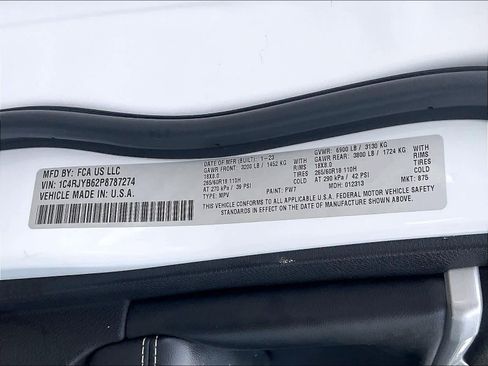 MFD BY: FCA US LLC
VIN: 1C4RJYB62P8787274
VEHICLE MADE IN: U.S.A.
DATE OF MFR (BUILT): 1-23
GAWR FRONT: 3200 LB / 1452 KG WITH
18X8.0 RIMS
265/60R18 110H TIRES
AT 270 kPa / 39 PSI COLD
TYPE: MPV PAINT: PW7
GVWR: 6900 LB / 3130 KG
GAWR REAR: 3800 LB / 1724 KG WITH
18X8.0 RIMS
265/60R18 110H TIRES
AT 290 kPa / 42 PSI COLD
MDH: 012313 MKT: 875
THIS VEHICLE CONFORMS TO ALL APPLICABLE U.S.A. FEDERAL MOTOR VEHICLE SAFETY
STANDARDS IN EFFECT ON THE DATE OF MANUFACTURE SHOWN ABOVE.